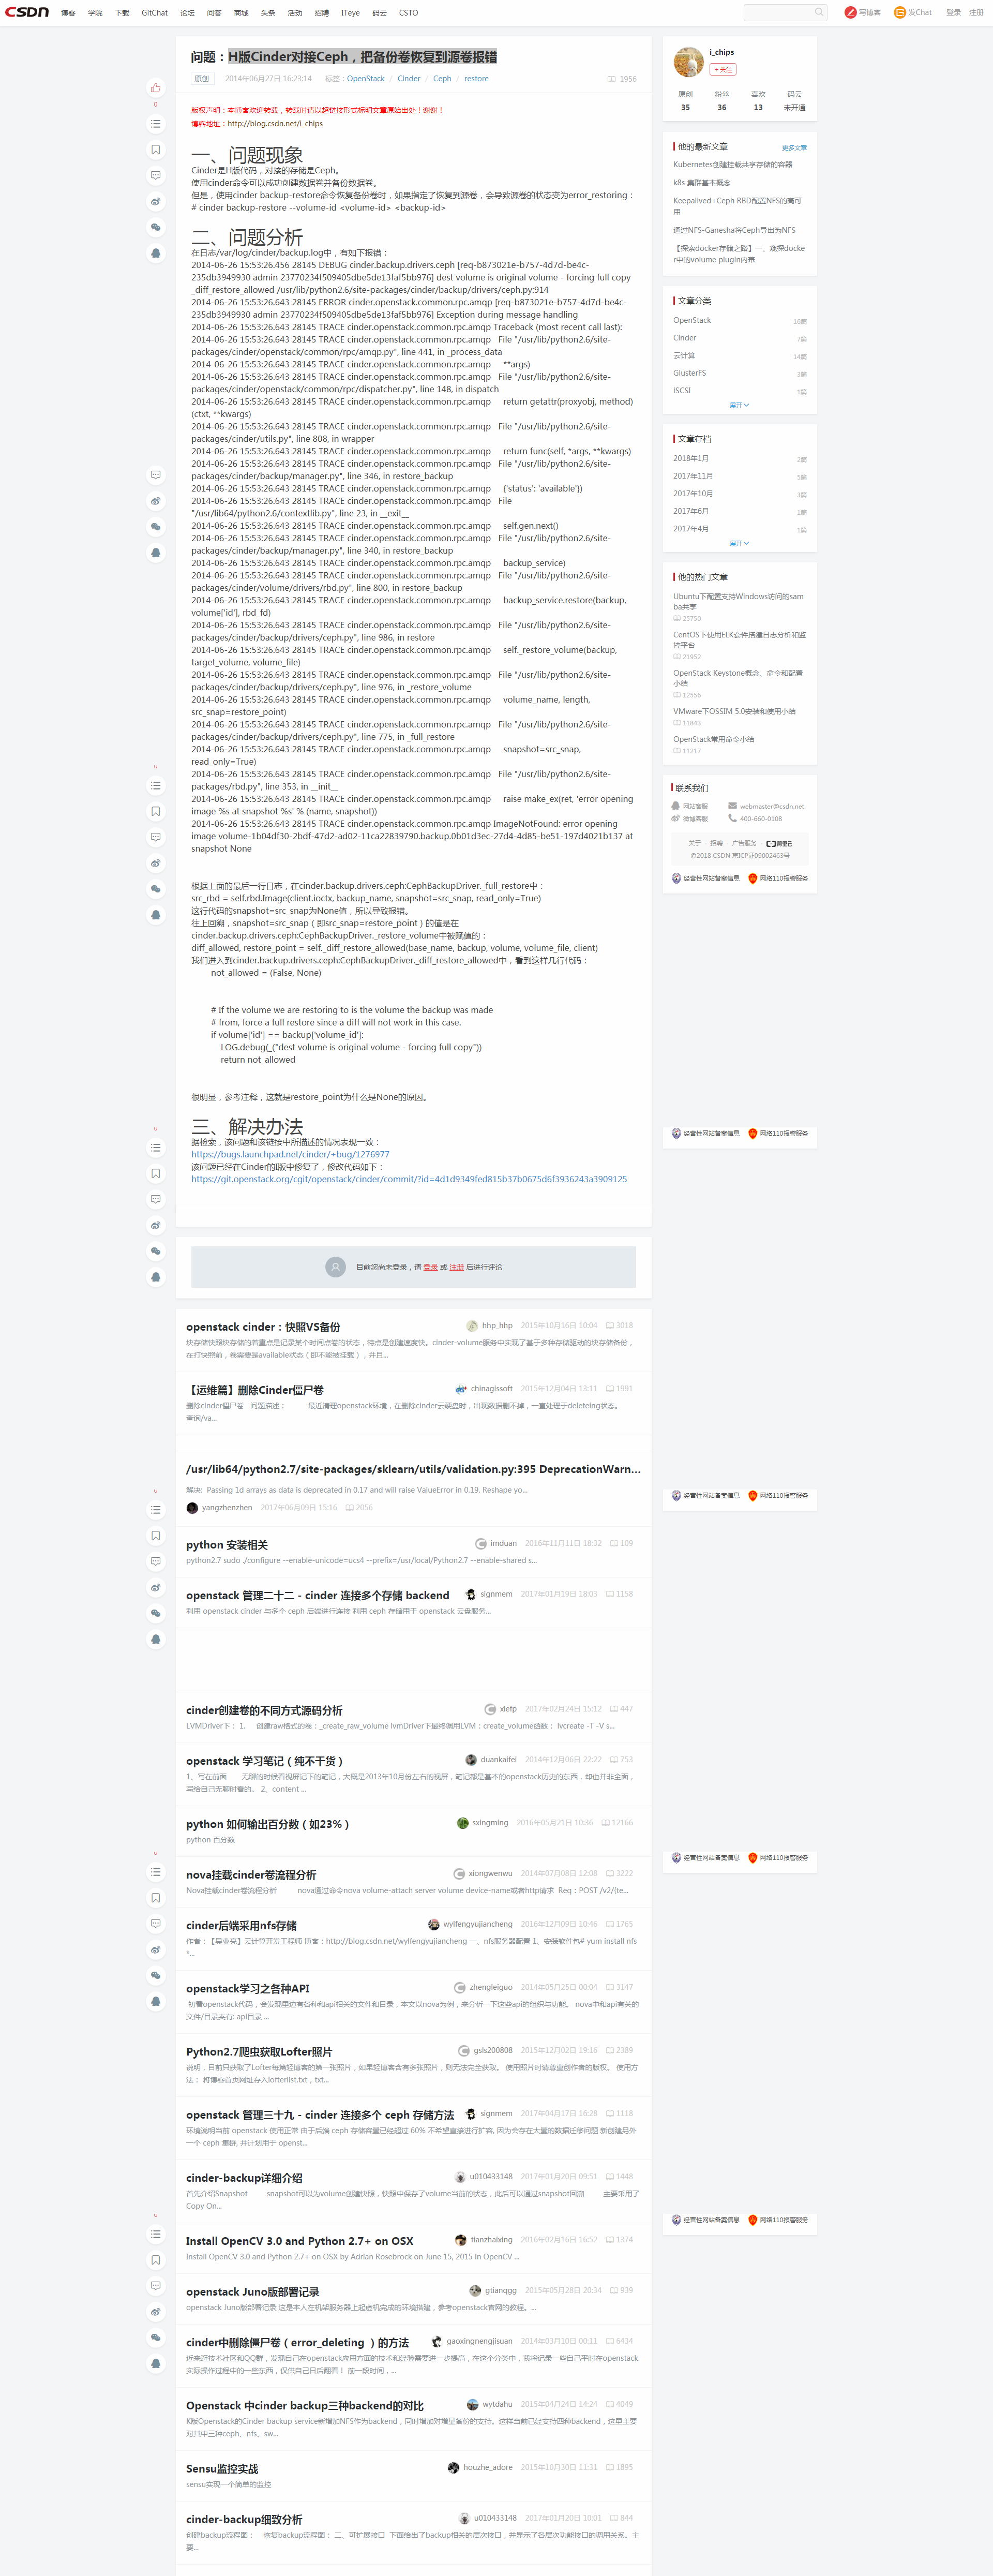 CSDN 博客 学院 下载 GitChat 论坛 问答 商城 头条 活动 招聘 ITeye 码云 CSTO 写博客 发Chat 登录 注册
问题：H版Cinder对接Ceph，把备份卷恢复到源卷报错
原创 2014年06月27日 16:23:14 标签：OpenStack / Cinder / Ceph / restore 1956
版权声明：本博客欢迎转载，转载时请以超链接形式标明文章原始出处！谢谢！
博客地址：http://blog.csdn.net/i_chips
一、问题现象
Cinder是H版代码，对接的存储是Ceph。
使用cinder命令可以成功创建数据卷并备份数据卷。
但是，使用cinder backup-restore命令恢复备份卷时，如果指定了恢复到源卷，会导致源卷的状态变为error_restoring：
# cinder backup-restore --volume-id <volume-id> <backup-id>
二、问题分析
在日志/var/log/cinder/backup.log中，有如下报错：
2014-06-26 15:53:26.456 28145 DEBUG cinder.backup.drivers.ceph [req-b873021e-b757-4d7d-be4c-
235db3949930 admin 23770234f509405dbe5de13faf5bb976] dest volume is original volume - forcing full copy
_diff_restore_allowed /usr/lib/python2.6/site-packages/cinder/backup/drivers/ceph.py:914
2014-06-26 15:53:26.643 28145 ERROR cinder.openstack.common.rpc.amqp [req-b873021e-b757-4d7d-be4c-
235db3949930 admin 23770234f509405dbe5de13faf5bb976] Exception during message handling
2014-06-26 15:53:26.643 28145 TRACE cinder.openstack.common.rpc.amqp Traceback (most recent call last):
2014-06-26 15:53:26.643 28145 TRACE cinder.openstack.common.rpc.amqp File "/usr/lib/python2.6/site-
packages/cinder/openstack/common/rpc/amqp.py", line 441, in _process_data
2014-06-26 15:53:26.643 28145 TRACE cinder.openstack.common.rpc.amqp **args)
2014-06-26 15:53:26.643 28145 TRACE cinder.openstack.common.rpc.amqp File "/usr/lib/python2.6/site-
packages/cinder/openstack/common/rpc/dispatcher.py", line 148, in dispatch
2014-06-26 15:53:26.643 28145 TRACE cinder.openstack.common.rpc.amqp return getattr(proxyobj, method)
(ctxt, **kwargs)
2014-06-26 15:53:26.643 28145 TRACE cinder.openstack.common.rpc.amqp File "/usr/lib/python2.6/site-
packages/cinder/utils.py", line 808, in wrapper
2014-06-26 15:53:26.643 28145 TRACE cinder.openstack.common.rpc.amqp return func(self, *args, **kwargs)
2014-06-26 15:53:26.643 28145 TRACE cinder.openstack.common.rpc.amqp File "/usr/lib/python2.6/site-
packages/cinder/backup/manager.py", line 346, in restore_backup
2014-06-26 15:53:26.643 28145 TRACE cinder.openstack.common.rpc.amqp {'status': 'available'})
2014-06-26 15:53:26.643 28145 TRACE cinder.openstack.common.rpc.amqp File
"/usr/lib64/python2.6/contextlib.py", line 23, in __exit__
2014-06-26 15:53:26.643 28145 TRACE cinder.openstack.common.rpc.amqp self.gen.next()
2014-06-26 15:53:26.643 28145 TRACE cinder.openstack.common.rpc.amqp File "/usr/lib/python2.6/site-
packages/cinder/backup/manager.py", line 340, in restore_backup
2014-06-26 15:53:26.643 28145 TRACE cinder.openstack.common.rpc.amqp backup_service)
2014-06-26 15:53:26.643 28145 TRACE cinder.openstack.common.rpc.amqp File "/usr/lib/python2.6/site-
packages/cinder/volume/drivers/rbd.py", line 800, in restore_backup
2014-06-26 15:53:26.643 28145 TRACE cinder.openstack.common.rpc.amqp backup_service.restore(backup,
volume['id'], rbd_fd)
2014-06-26 15:53:26.643 28145 TRACE cinder.openstack.common.rpc.amqp File "/usr/lib/python2.6/site-
packages/cinder/backup/drivers/ceph.py", line 986, in restore
2014-06-26 15:53:26.643 28145 TRACE cinder.openstack.common.rpc.amqp self._restore_volume(backup,
target_volume, volume_file)
2014-06-26 15:53:26.643 28145 TRACE cinder.openstack.common.rpc.amqp File "/usr/lib/python2.6/site-
packages/cinder/backup/drivers/ceph.py", line 976, in _restore_volume
2014-06-26 15:53:26.643 28145 TRACE cinder.openstack.common.rpc.amqp volume_name, length,
src_snap=restore_point)
2014-06-26 15:53:26.643 28145 TRACE cinder.openstack.common.rpc.amqp File "/usr/lib/python2.6/site-
packages/cinder/backup/drivers/ceph.py", line 775, in _full_restore
2014-06-26 15:53:26.643 28145 TRACE cinder.openstack.common.rpc.amqp snapshot=src_snap,
read_only=True)
2014-06-26 15:53:26.643 28145 TRACE cinder.openstack.common.rpc.amqp File "/usr/lib/python2.6/site-
packages/rbd.py", line 353, in __init__
2014-06-26 15:53:26.643 28145 TRACE cinder.openstack.common.rpc.amqp raise make_ex(ret, 'error opening
image %s at snapshot %s' % (name, snapshot))
2014-06-26 15:53:26.643 28145 TRACE cinder.openstack.common.rpc.amqp ImageNotFound: error opening
image volume-1b04df30-2bdf-47d2-ad02-11ca22839790.backup.0b01d3ec-27d4-4d85-be51-197d4021b137 at
snapshot None
根据上面的最后一行日志，在cinder.backup.drivers.ceph:CephBackupDriver._full_restore中：
src_rbd = self.rbd.Image(client.ioctx, backup_name, snapshot=src_snap, read_only=True)
这行代码的snapshot=src_snap为None值，所以导致报错。
往上回溯，snapshot=src_snap（即src_snap=restore_point）的值是在
cinder.backup.drivers.ceph:CephBackupDriver._restore_volume中被赋值的：
diff_allowed, restore_point = self._diff_restore_allowed(base_name, backup, volume, volume_file, client)
我们进入到cinder.backup.drivers.ceph:CephBackupDriver._diff_restore_allowed中，看到这样几行代码：
not_allowed = (False, None)
# If the volume we are restoring to is the volume the backup was made
# from, force a full restore since a diff will not work in this case.
if volume['id'] == backup['volume_id']:
LOG.debug(_("dest volume is original volume - forcing full copy"))
return not_allowed
很明显，参考注释，这就是restore_point为什么是None的原因。
三、解决办法
据检索，该问题和该链接中所描述的情况表现一致：
https://bugs.launchpad.net/cinder/+bug/1276977
该问题已经在Cinder的I版中修复了，修改代码如下：
https://git.openstack.org/cgit/openstack/cinder/commit/?id=4d1d9349fed815b37b0675d6f3936243a3909125
目前您尚未登录，请 登录 或 注册 后进行评论
openstack cinder：快照VS备份 hhp_hhp 2015年10月16日 10:04 3018
块存储快照块存储的着重点是记录某个时间点卷的状态，特点是创建速度快。cinder-volume服务中实现了基于多种存储驱动的块存储备份，
在打快照前，卷需要是available状态（即不能被挂载），并且...
【运维篇】删除Cinder僵尸卷 chinagissoft 2015年12月04日 13:11 1991
删除cinder僵尸卷 问题描述： 最近清理openstack环境，在删除cinder云硬盘时，出现数据删不掉，一直处理于deleteing状态。
查询/va...
/usr/lib64/python2.7/site-packages/sklearn/utils/validation.py:395 DeprecationWarn...
解决: Passing 1d arrays as data is deprecated in 0.17 and will raise ValueError in 0.19. Reshape yo...
yangzhenzhen 2017年06月09日 15:16 2056
python 安装相关 imduan 2016年11月11日 18:32 109
python2.7 sudo ./configure --enable-unicode=ucs4 --prefix=/usr/local/Python2.7 --enable-shared s...
openstack 管理二十二 - cinder 连接多个存储 backend signmem 2017年01月19日 18:03 1158
利用 openstack cinder 与多个 ceph 后端进行连接 利用 ceph 存储用于 openstack 云盘服务...
cinder创建卷的不同方式源码分析 xiefp 2017年02月24日 15:12 447
LVMDriver下： 1. 创建raw格式的卷：_create_raw_volume lvmDriver下最终调用LVM：create_volume函数： lvcreate -T -V s...
openstack 学习笔记（纯不干货） duankaifei 2014年12月06日 22:22 753
1、写在前面 无聊的时候看视屏记下的笔记，大概是2013年10月份左右的视屏，笔记都是基本的openstack历史的东西，却也并非全面，
写给自己无聊时看的。 2、content ...
python 如何输出百分数（如23%） sxingming 2016年05月21日 10:36 12166
python 百分数
nova挂载cinder卷流程分析 xiongwenwu 2014年07月08日 12:08 3222
Nova挂载cinder卷流程分析 nova通过命令nova volume-attach server volume device-name或者http请求 Req：POST /v2/{te...
cinder后端采用nfs存储 wylfengyujiancheng 2016年12月09日 10:46 1765
作者：【吴业亮】云计算开发工程师 博客：http://blog.csdn.net/wylfengyujiancheng 一、nfs服务器配置 1、安装软件包# yum install nfs
*...
openstack学习之各种API zhengleiguo 2014年05月25日 00:04 3147
初看openstack代码，会发现里边有各种和api相关的文件和目录，本文以nova为例，来分析一下这些api的组织与功能。 nova中和api有关的
文件/目录夹有: api目录 ...
Python2.7爬虫获取Lofter照片 gsls200808 2015年12月02日 19:16 2389
说明，目前只获取了Lofter每篇轻博客的第一张照片，如果轻博客含有多张照片，则无法完全获取。 使用照片时请尊重创作者的版权。 使用方
法： 将博客首页网址存入lofterlist.txt，txt...
openstack 管理三十九 - cinder 连接多个 ceph 存储方法 signmem 2017年04月17日 16:28 1118
环境说明当前 openstack 使用正常 由于后端 ceph 存储容量已经超过 60% 不希望直接进行扩容, 因为会存在大量的数据迁移问题 新创建另外
一个 ceph 集群, 并计划用于 openst...
cinder-backup详细介绍 u010433148 2017年01月20日 09:51 1448
首先介绍Snapshot snapshot可以为volume创建快照，快照中保存了volume当前的状态，此后可以通过snapshot回溯 主要采用了
Copy On...
Install OpenCV 3.0 and Python 2.7+ on OSX tianzhaixing 2016年02月16日 16:52 1374
Install OpenCV 3.0 and Python 2.7+ on OSX by Adrian Rosebrock on June 15, 2015 in OpenCV ...
openstack Juno版部署记录 gtianqgg 2015年05月28日 20:34 939
openstack Juno版部署记录 这是本人在机架服务器上起虚机完成的环境搭建，参考openstack官网的教程。...
cinder中删除僵尸卷（error_deleting ）的方法 gaoxingnengjisuan 2014年03月10日 00:11 6434
近来逛技术社区和QQ群，发现自己在openstack应用方面的技术和经验需要进一步提高，在这个分类中，我将记录一些自己平时在openstack
实际操作过程中的一些东西，仅供自己日后翻看！ 前一段时间，...
Openstack 中cinder backup三种backend的对比 wytdahu 2015年04月24日 14:24 4049
K版Openstack的Cinder backup service新增加NFS作为backend，同时增加对增量备份的支持。这样当前已经支持四种backend，这里主要
对其中三种ceph、nfs、sw...
Sensu监控实战 houzhe_adore 2015年10月30日 11:31 1895
sensu实现一个简单的监控
cinder-backup细致分析 u010433148 2017年01月20日 10:01 844
创建backup流程图： 恢复backup流程图： 二、可扩展接口 下面给出了backup相关的层次接口，并显示了各层次功能接口的调用关系。主
要...
i_chips
+关注
原创 粉丝 喜欢 码云
35 36 13 未开通
他的最新文章 更多文章
Kubernetes创建挂载共享存储的容器
k8s 集群基本概念
Keepalived+Ceph RBD配置NFS的高可
用
通过NFS-Ganesha将Ceph导出为NFS
【探索docker存储之路】一、窥探docke
r中的volume plugin内幕
文章分类
OpenStack 16篇
Cinder 7篇
云计算 14篇
GlusterFS 3篇
iSCSI 1篇
展开
文章存档
2018年1月 2篇
2017年11月 5篇
2017年10月 3篇
2017年6月 1篇
2017年4月 1篇
展开
他的热门文章
Ubuntu下配置支持Windows访问的sam
ba共享
25750
CentOS下使用ELK套件搭建日志分析和监
控平台
21952
OpenStack Keystone概念、命令和配置
小结
12556
VMware下OSSIM 5.0安装和使用小结
11843
OpenStack常用命令小结
11217
联系我们
网站客服 webmaster@csdn.net
微博客服 400-660-0108
关于 · 招聘 · 广告服务 阿里云
©2018 CSDN 京ICP证09002463号
经营性网站备案信息 网络110报警服务
经营性网站备案信息 网络110报警服务
经营性网站备案信息 网络110报警服务
经营性网站备案信息 网络110报警服务
经营性网站备案信息 网络110报警服务